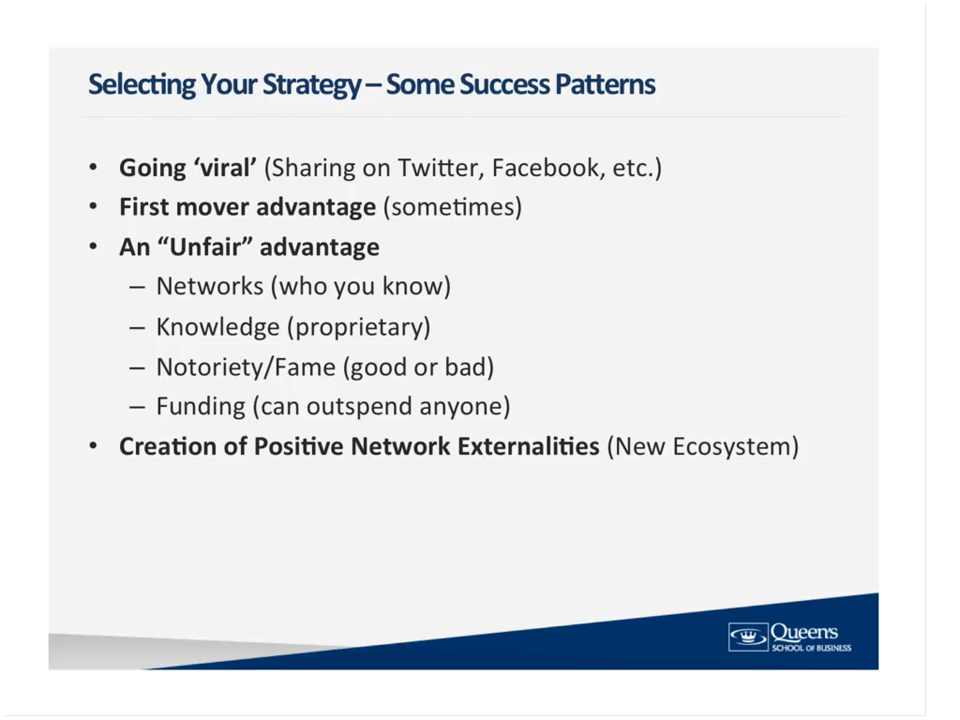 Selecting Your Strategy – Some Success Patterns
• Going ‘viral’ (Sharing on Twitter, Facebook, etc.)
• First mover advantage (sometimes)
• An “Unfair” advantage
– Networks (who you know)
– Knowledge (proprietary)
– Notoriety/Fame (good or bad)
– Funding (can outspend anyone)
• Creation of Positive Network Externalities (New Ecosystem)
Queen's
SCHOOL OF BUSINESS